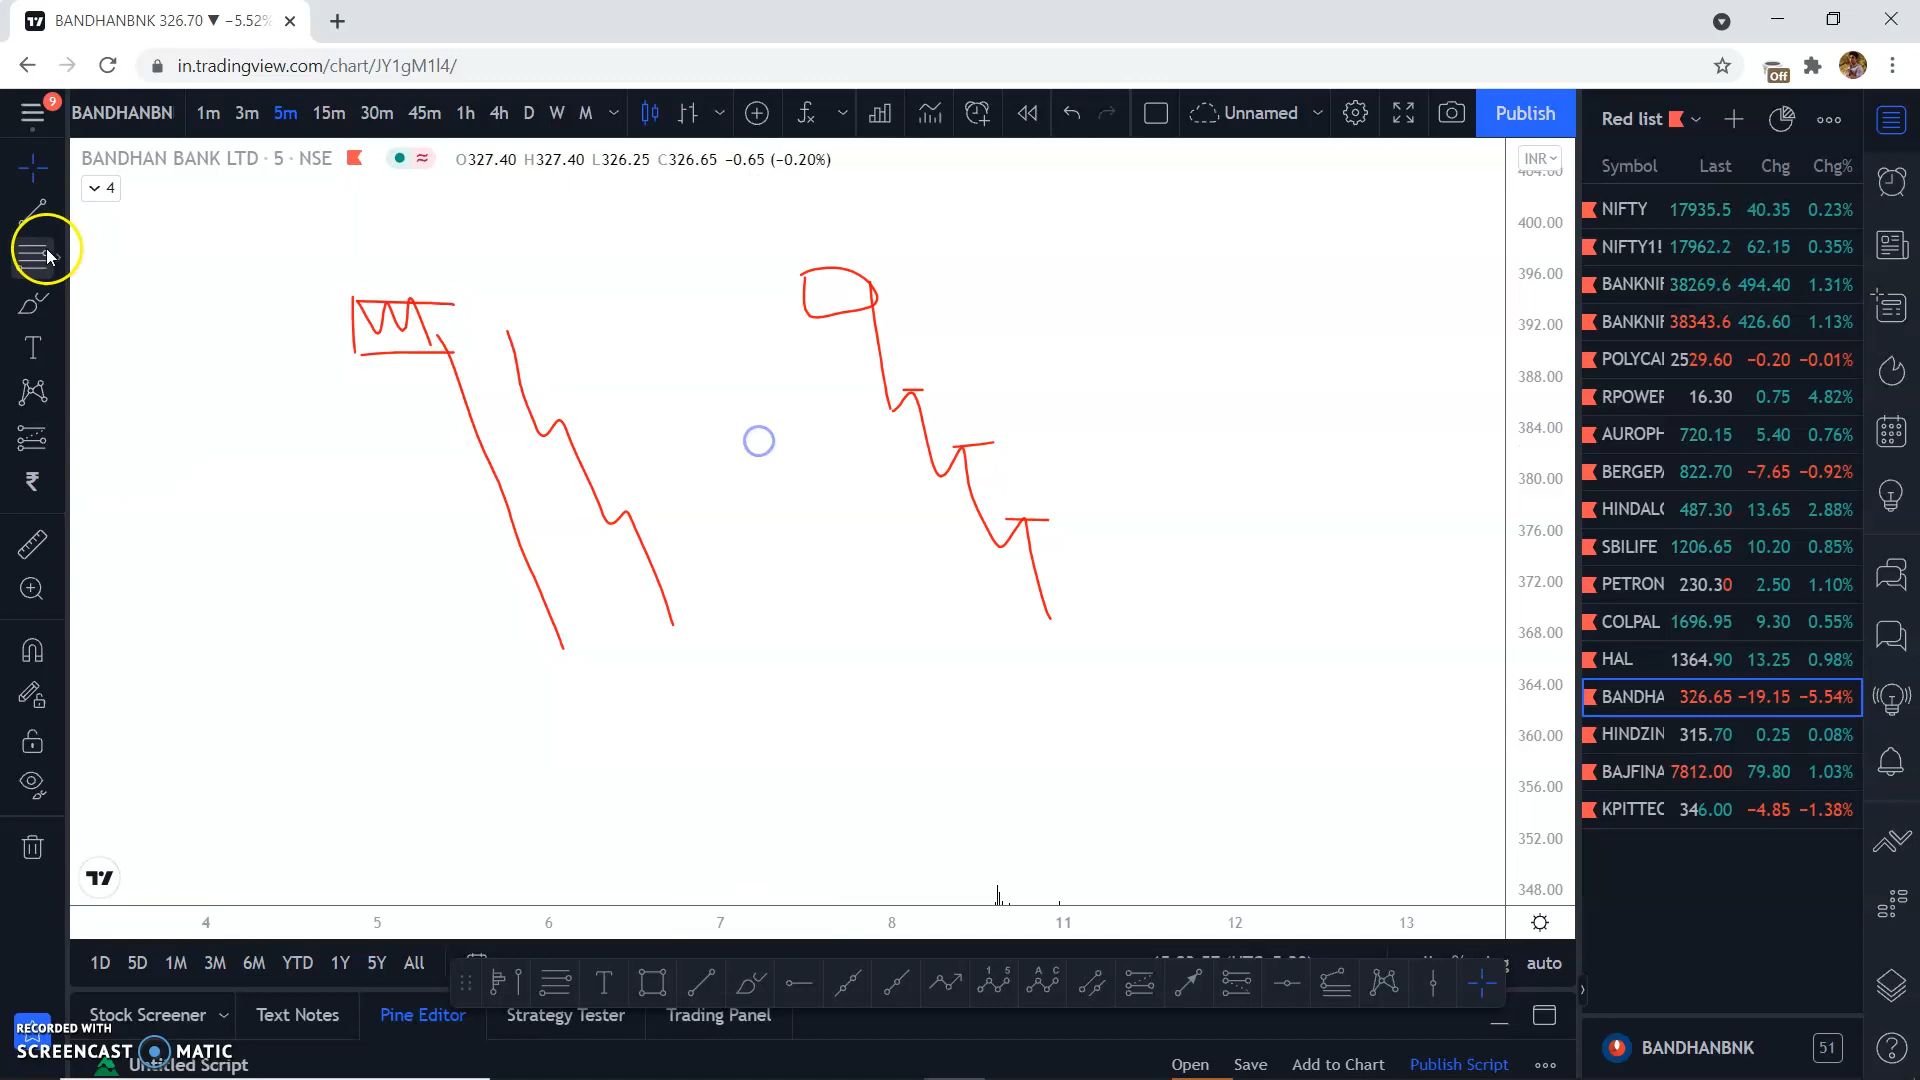 BANDHANBNK 326.70 ▼ −5.52%
in.tradingview.com/chart/JY1gM1l4/
Off
9
BANDHANBN 1m 3m 5m 15m 30m 45m 1h 4h D W M Unnamed Publish
Red list
BANDHAN BANK LTD · 5 · NSE O327.40 H327.40 L326.25 C326.65 −0.65 (−0.20%)
4
INR
404.00
400.00
396.00
392.00
388.00
384.00
380.00
376.00
372.00
368.00
364.00
360.00
356.00
352.00
348.00
4 5 6 7 8 11 12 13
Symbol Last Chg Chg%
NIFTY 17935.5 40.35 0.23%
NIFTY1! 17962.2 62.15 0.35%
BANKNIF 38269.6 494.40 1.31%
BANKNIF 38343.6 426.60 1.13%
POLYCAI 2529.60 −0.20 −0.01%
RPOWER 16.30 0.75 4.82%
AUROPH 720.15 5.40 0.76%
BERGEPA 822.70 −7.65 −0.92%
HINDALC 487.30 13.65 2.88%
SBILIFE 1206.65 10.20 0.85%
PETRON 230.30 2.50 1.10%
COLPAL 1696.95 9.30 0.55%
HAL 1364.90 13.25 0.98%
BANDHA 326.65 −19.15 −5.54%
HINDZIN 315.70 0.25 0.08%
BAJFINA 7812.00 79.80 1.03%
KPITTEC 346.00 −4.85 −1.38%
1D 5D 1M 3M 6M YTD 1Y 5Y All auto
Stock Screener Text Notes Pine Editor Strategy Tester Trading Panel
RECORDED WITH
SCREENCAST MATIC
Untitled Script Open Save Add to Chart Publish Script
BANDHANBNK 51